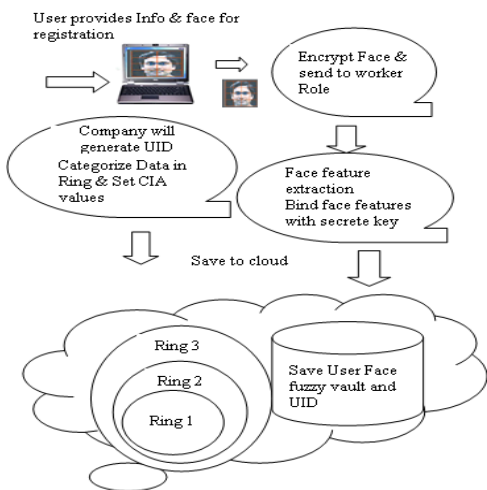 User provides Info & face for
registration
Encrypt Face &
send to worker
Role
Company will
generate UID
Categorize Data in
Ring & Set CIA
values
Face feature
extraction
Bind face features
with secrete key
Save to cloud
Ring 3
Ring 2
Ring 1
Save User Face
fuzzy vault and
UID